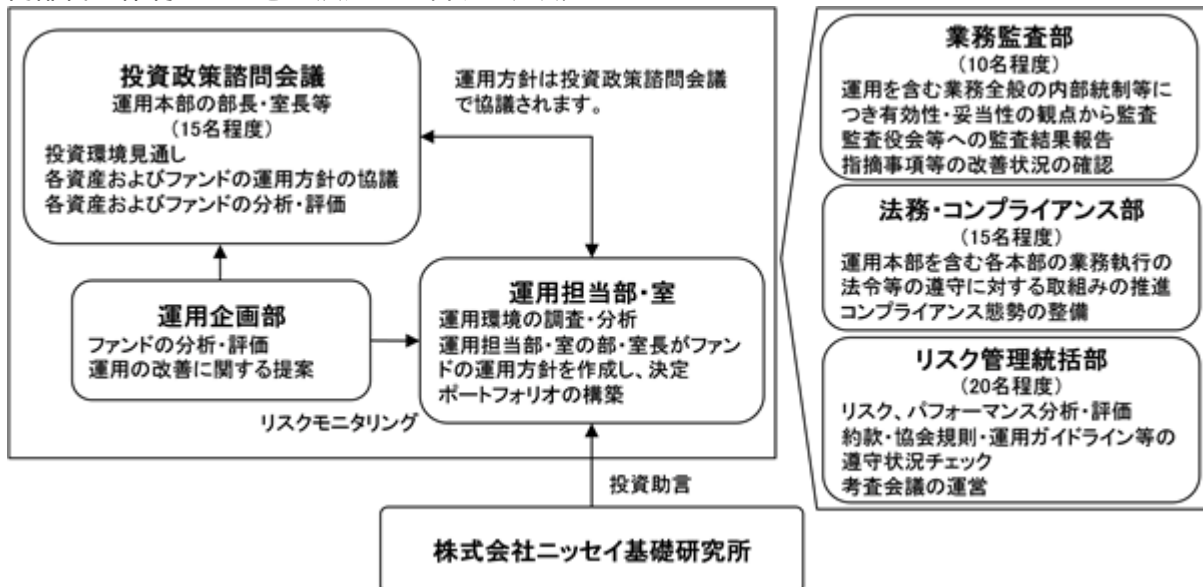 投資政策諮問会議
運用本部の部長・室長等
(15名程度)
投資環境見通し
各資産およびファンドの運用方針の協議
各資産およびファンドの分析・評価
運用方針は投資政策諮問会議
で協議されます。
運用企画部
ファンドの分析・評価
運用の改善に関する提案
運用担当部・室
運用環境の調査・分析
運用担当部・室の部・室長がファン
ドの運用方針を作成し、決定
ポートフォリオの構築
リスクモニタリング
投資助言
株式会社ニッセイ基礎研究所
業務監査部
(10名程度)
運用を含む業務全般の内部統制等に
つき有効性・妥当性の観点から監査
監査役会等への監査結果報告
指摘事項等の改善状況の確認
法務・コンプライアンス部
(15名程度)
運用本部を含む各本部の業務執行の
法令等の遵守に対する取組みの推進
コンプライアンス態勢の整備
リスク管理統括部
(20名程度)
リスク、パフォーマンス分析・評価
約款・協会規則・運用ガイドライン等の
遵守状況チェック
考査会議の運営